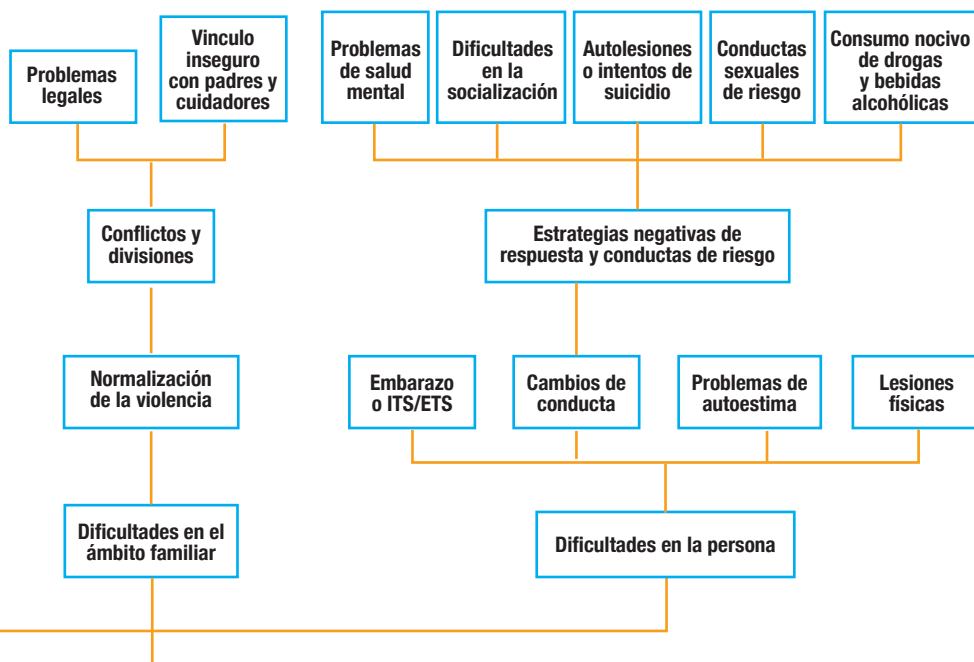 Problemas
legales
Vinculo
inseguro
con padres y
cuidadores
Problemas
de salud
mental
Dificultades
en la
socialización
Autolesiones
o intentos de
suicidio
Conductas
sexuales
de riesgo
Consumo nocivo
de drogas
y bebidas
alcohólicas
Conflictos y
divisiones
Estrategias negativas de
respuesta y conductas de riesgo
Normalización
de la violencia
Embarazo
o ITS/ETS
Cambios de
conducta
Problemas de
autoestima
Lesiones
físicas
Dificultades en el
ámbito familiar
Dificultades en la persona